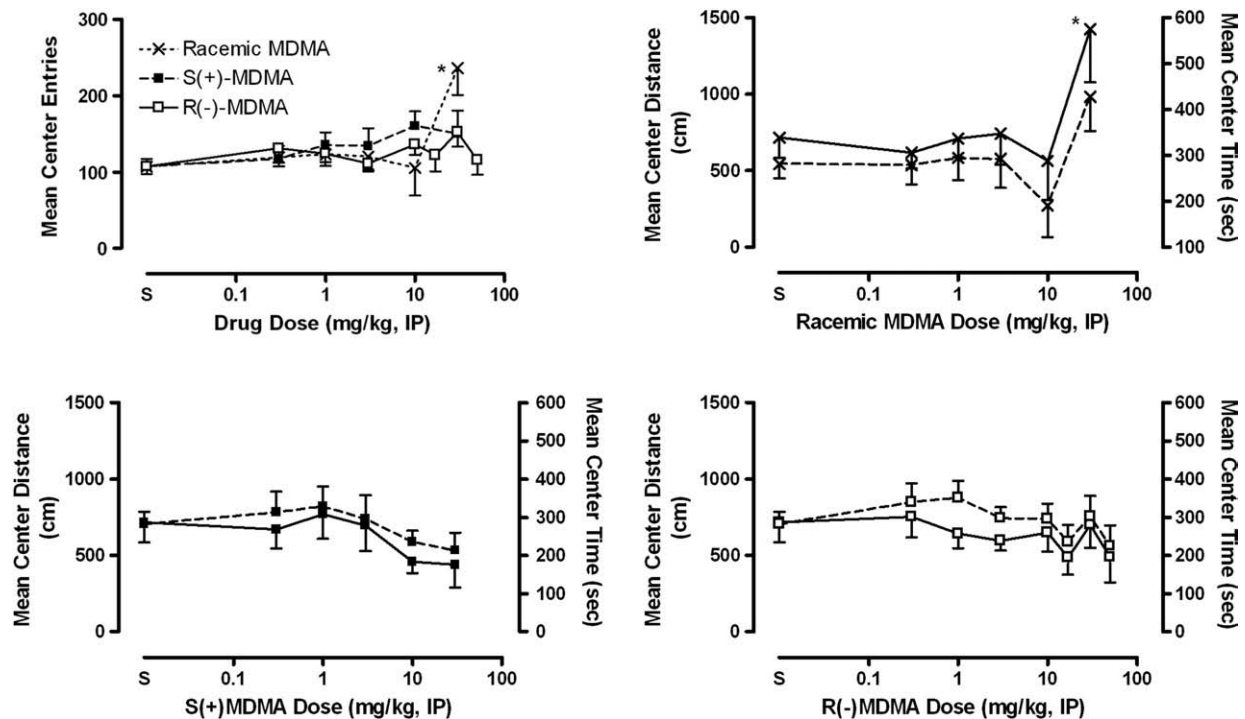 300
200
100
0
Mean Center Entries
Racemic MDMA
S(+)-MDMA
R(-)-MDMA
*
S
0.1
1
10
100
Drug Dose (mg/kg, IP)
1500
1000
500
0
Mean Center Distance
(cm)
*
600
500
400
300
200
100
Mean Center Time (sec)
S
0.1
1
10
100
Racemic MDMA Dose (mg/kg, IP)
1500
1000
500
0
Mean Center Distance
(cm)
600
500
400
300
200
100
0
Mean Center Time (sec)
S
0.1
1
10
100
S(+)MDMA Dose (mg/kg, IP)
1500
1000
500
0
Mean Center Distance
(cm)
600
500
400
300
200
100
0
Mean Center Time (sec)
S
0.1
1
10
100
R(-)MDMA Dose (mg/kg, IP)